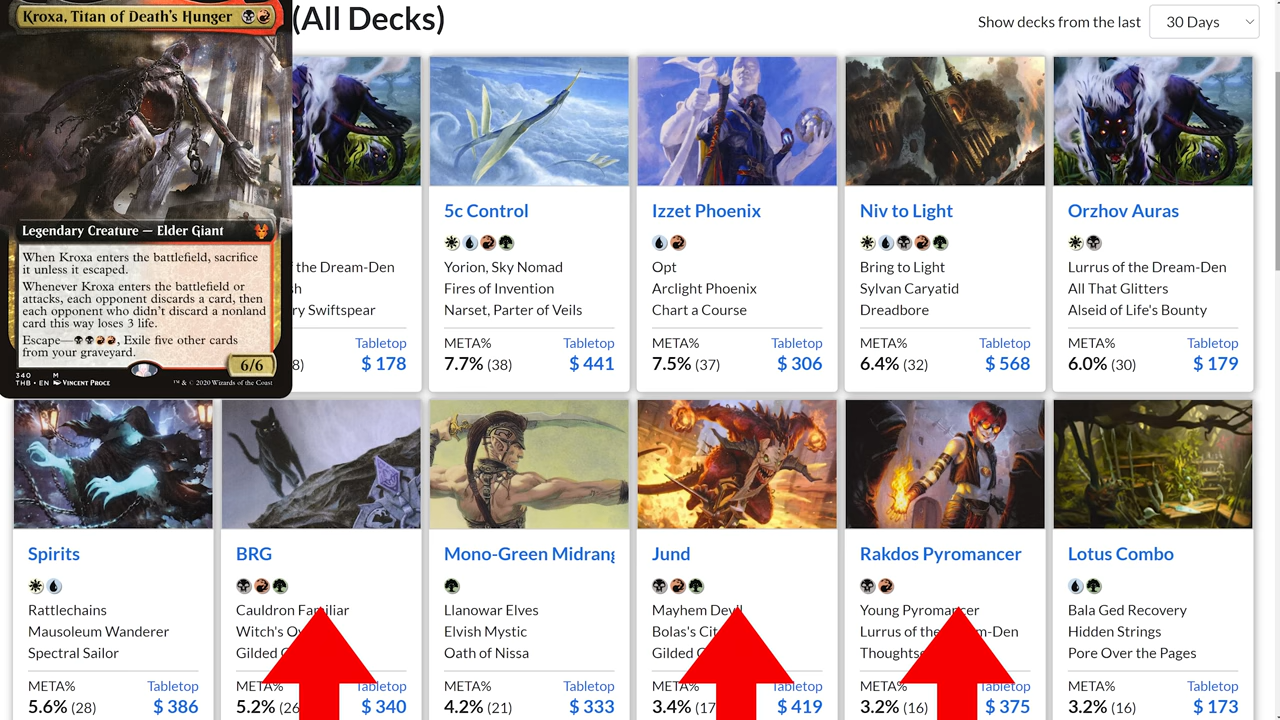 Kroxa, Titan of Death's Hunger
Legendary Creature — Elder Giant
When Kroxa enters the battlefield, sacrifice
it unless it escaped.
Whenever Kroxa enters the battlefield or
attacks, each opponent discards a card, then
each opponent who didn't discard a nonland
card this way loses 3 life.
Escape— , Exile five other cards
from your graveyard.
6/6
340 M
THB • EN VINCENT PROCE
™ & © 2020 Wizards of the Coast
(All Decks)
Show decks from the last
30 Days
the Dream-Den
ry Swiftspear
Tabletop
8)
$ 178
5c Control
Yorion, Sky Nomad
Fires of Invention
Narset, Parter of Veils
META% Tabletop
7.7% (38) $ 441
Izzet Phoenix
Opt
Arclight Phoenix
Chart a Course
META% Tabletop
7.5% (37) $ 306
Niv to Light
Bring to Light
Sylvan Caryatid
Dreadbore
META% Tabletop
6.4% (32) $ 568
Orzhov Auras
Lurrus of the Dream-Den
All That Glitters
Alseid of Life's Bounty
META% Tabletop
6.0% (30) $ 179
Spirits
Rattlechains
Mausoleum Wanderer
Spectral Sailor
META% Tabletop
5.6% (28) $ 386
BRG
Cauldron Familiar
Witch's
Gilded
META% Tabletop
5.2% (26 $ 340
Mono-Green Midrang
Llanowar Elves
Elvish Mystic
Oath of Nissa
META% Tabletop
4.2% (21) $ 333
Jund
Mayhem Devil
Bolas's
Gilded
META% Tabletop
3.4% (17 $ 419
Rakdos Pyromancer
Young Pyromancer
Lurrus of the m-Den
META% Tabletop
3.2% (16) $ 375
Lotus Combo
Bala Ged Recovery
Hidden Strings
Pore Over the Pages
META% Tabletop
3.2% (16) $ 173